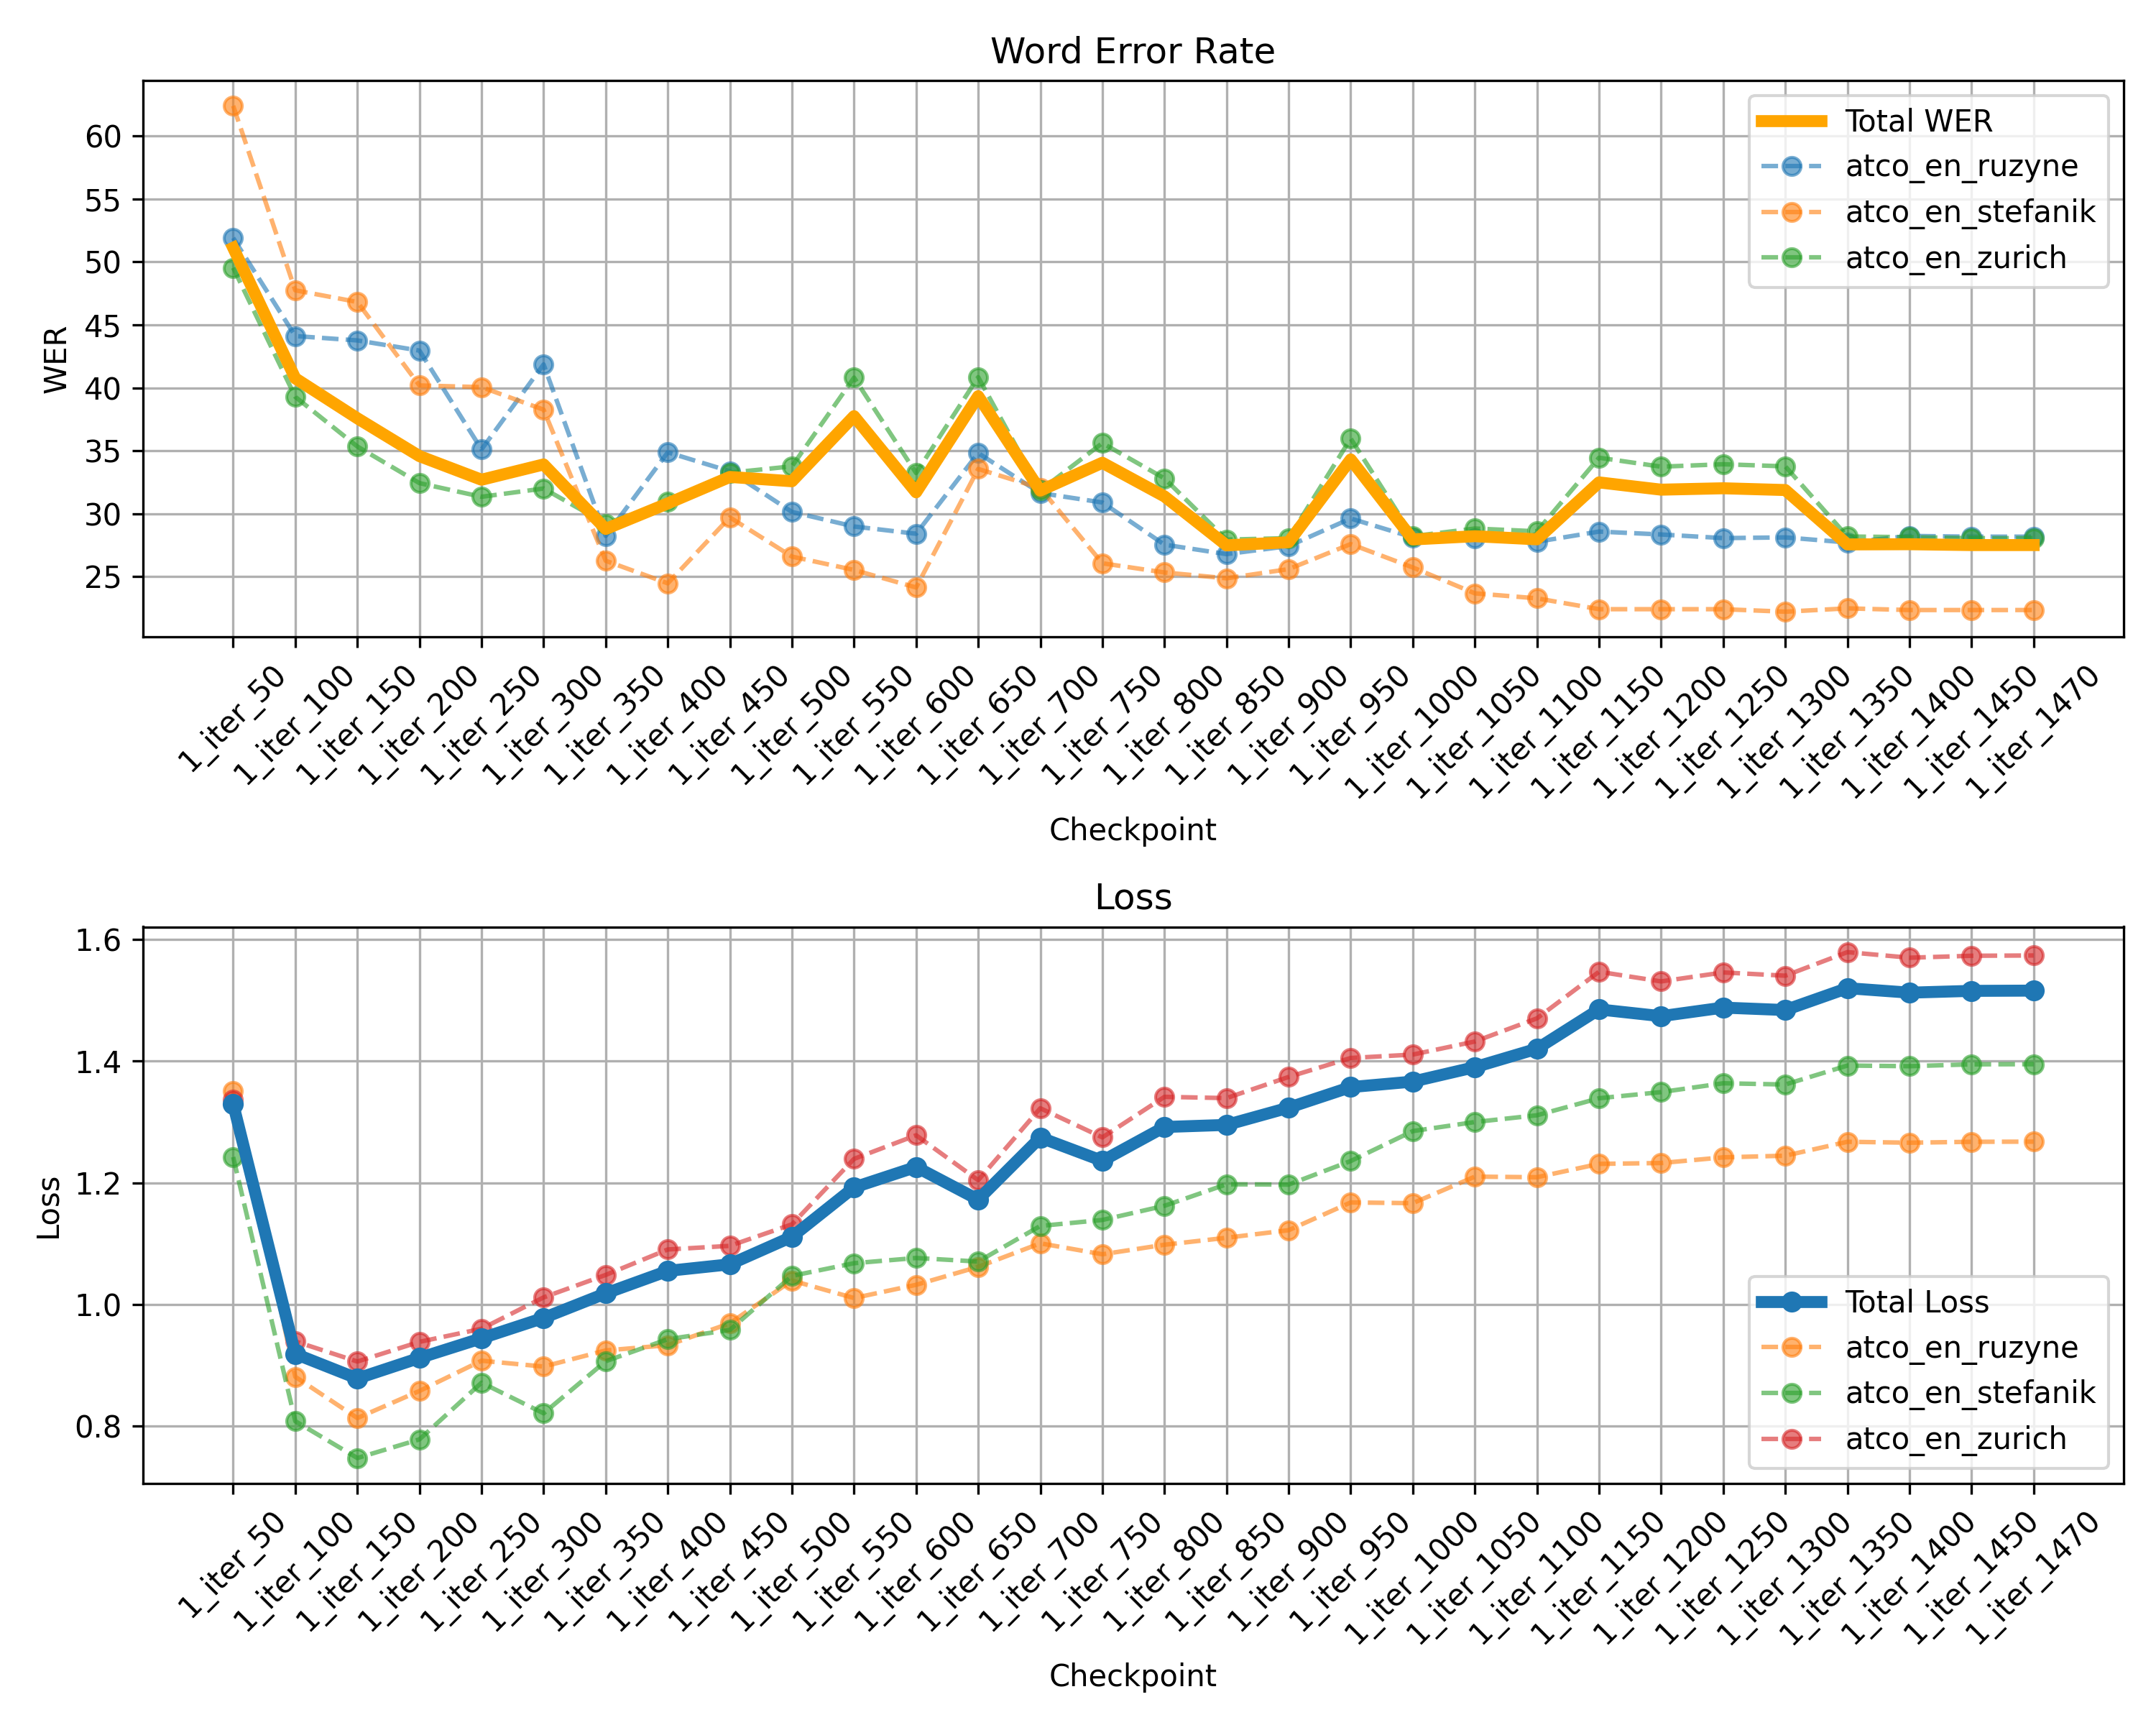 Word Error Rate
WER
60
55
50
45
40
35
30
25
Total WER
atco_en_ruzyne
atco_en_stefanik
atco_en_zurich
1_iter_50
1_iter_100
1_iter_150
1_iter_200
1_iter_250
1_iter_300
1_iter_350
1_iter_400
1_iter_450
1_iter_500
1_iter_550
1_iter_600
1_iter_650
1_iter_700
1_iter_750
1_iter_800
1_iter_850
1_iter_900
1_iter_950
1_iter_1000
1_iter_1050
1_iter_1100
1_iter_1150
1_iter_1200
1_iter_1250
1_iter_1300
1_iter_1350
1_iter_1400
1_iter_1450
1_iter_1470
Checkpoint
Loss
Loss
1.6
1.4
1.2
1.0
0.8
Total Loss
atco_en_ruzyne
atco_en_stefanik
atco_en_zurich
1_iter_50
1_iter_100
1_iter_150
1_iter_200
1_iter_250
1_iter_300
1_iter_350
1_iter_400
1_iter_450
1_iter_500
1_iter_550
1_iter_600
1_iter_650
1_iter_700
1_iter_750
1_iter_800
1_iter_850
1_iter_900
1_iter_950
1_iter_1000
1_iter_1050
1_iter_1100
1_iter_1150
1_iter_1200
1_iter_1250
1_iter_1300
1_iter_1350
1_iter_1400
1_iter_1450
1_iter_1470
Checkpoint